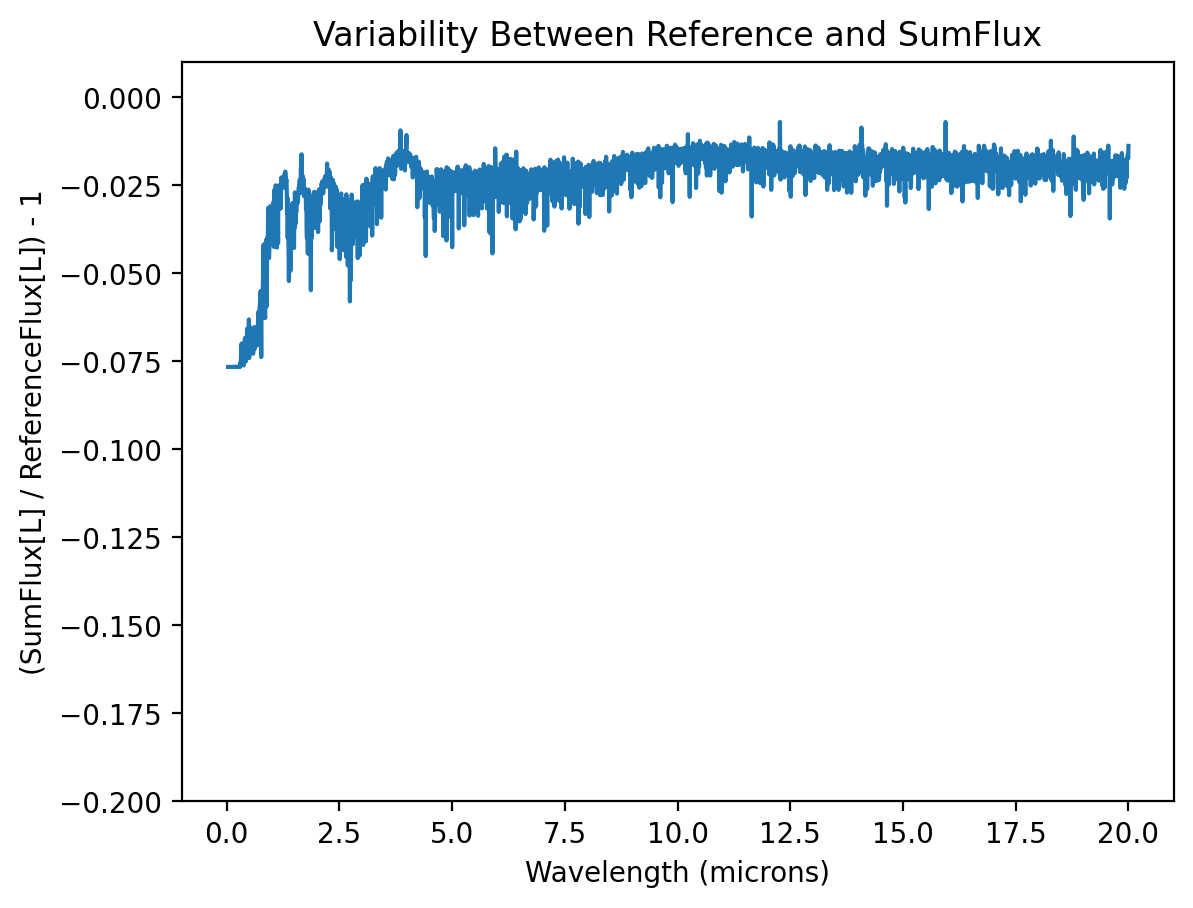 Variability Between Reference and SumFlux
(SumFlux[L] / ReferenceFlux[L]) - 1
0.000
−0.025
−0.050
−0.075
−0.100
−0.125
−0.150
−0.175
−0.200
0.0 2.5 5.0 7.5 10.0 12.5 15.0 17.5 20.0
Wavelength (microns)